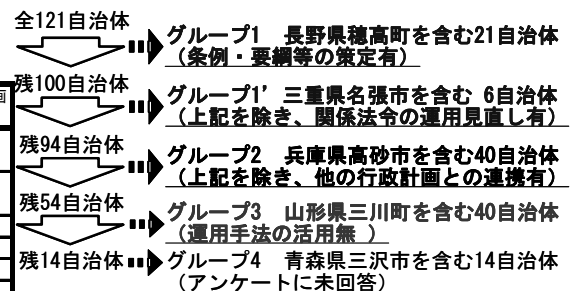 全121自治体
グループ1　長野県穂高町を含む21自治体
（条例・要綱等の策定有）
画
残100自治体
グループ1’ 三重県名張市を含む 6自治体
（上記を除き、関係法令の運用見直し有）
残94自治体
グループ2　兵庫県高砂市を含む40自治体
（上記を除き、他の行政計画との連携有）
残54自治体
グループ3　山形県三川町を含む40自治体
（運用手法の活用無 ）
残14自治体
グループ4　青森県三沢市を含む14自治体
（アンケートに未回答）